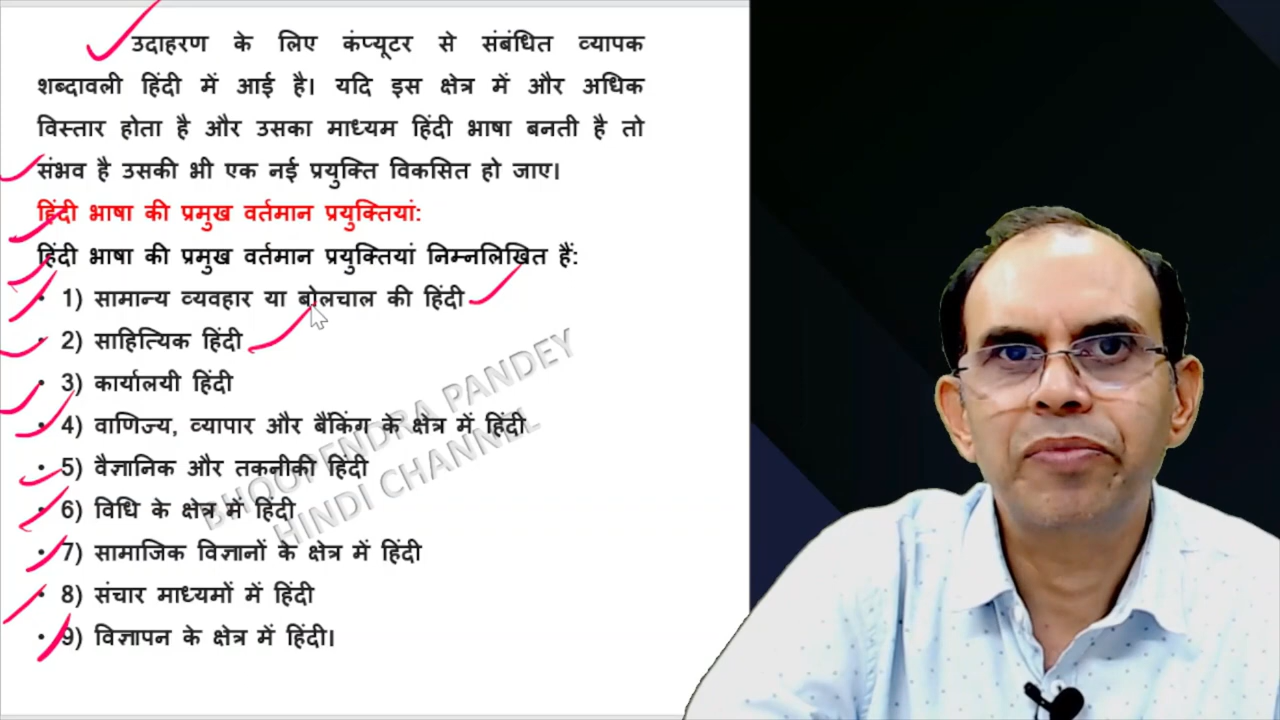 उदाहरण के लिए कंप्यूटर से संबंधित व्यापक
शब्दावली हिंदी में आई है। यदि इस क्षेत्र में और अधिक
विस्तार होता है और उसका माध्यम हिंदी भाषा बनती है तो
संभव है उसकी भी एक नई प्रयुक्ति विकसित हो जाए।
हिंदी भाषा की प्रमुख वर्तमान प्रयुक्तियां:
हिंदी भाषा की प्रमुख वर्तमान प्रयुक्तियां निम्नलिखित हैं:
• 1) सामान्य व्यवहार या बोलचाल की हिंदी
• 2) साहित्यिक हिंदी
• 3) कार्यालयी हिंदी
• 4) वाणिज्य, व्यापार और बैंकिंग के क्षेत्र में हिंदी
• 5) वैज्ञानिक और तकनीकी हिंदी
• 6) विधि के क्षेत्र में हिंदी
• 7) सामाजिक विज्ञानों के क्षेत्र में हिंदी
• 8) संचार माध्यमों में हिंदी
• 9) विज्ञापन के क्षेत्र में हिंदी।
BHOOPENDRA PANDEY
HINDI CHANNEL